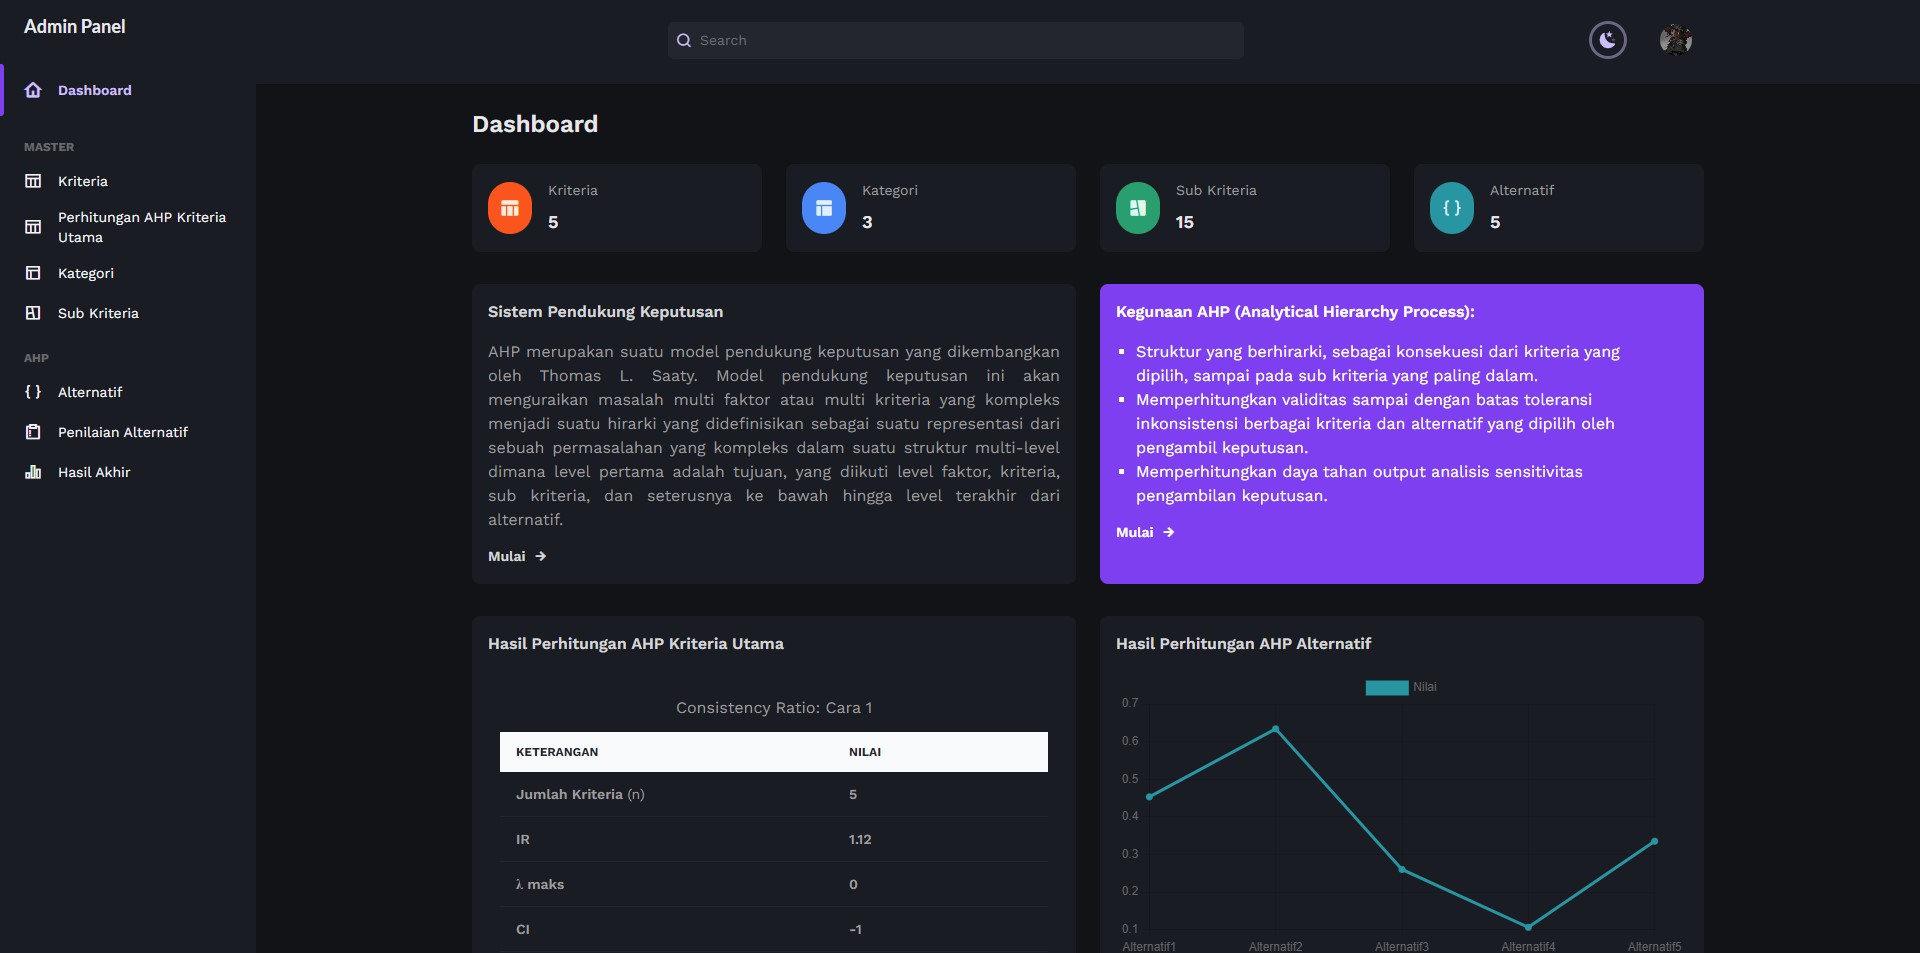 Admin Panel
Search
Dashboard
MASTER
Kriteria
Perhitungan AHP Kriteria
Utama
Kategori
Sub Kriteria
AHP
Alternatif
Penilaian Alternatif
Hasil Akhir
Dashboard
Kriteria
5
Kategori
3
Sub Kriteria
15
Alternatif
5
Sistem Pendukung Keputusan
AHP merupakan suatu model pendukung keputusan yang dikembangkan
oleh Thomas L. Saaty. Model pendukung keputusan ini akan
menguraikan masalah multi faktor atau multi kriteria yang kompleks
menjadi suatu hirarki yang didefinisikan sebagai suatu representasi dari
sebuah permasalahan yang kompleks dalam suatu struktur multi-level
dimana level pertama adalah tujuan, yang diikuti level faktor, kriteria,
sub kriteria, dan seterusnya ke bawah hingga level terakhir dari
alternatif.
Mulai →
Kegunaan AHP (Analytical Hierarchy Process):
Struktur yang berhirarki, sebagai konsekuesi dari kriteria yang
dipilih, sampai pada sub kriteria yang paling dalam.
Memperhitungkan validitas sampai dengan batas toleransi
inkonsistensi berbagai kriteria dan alternatif yang dipilih oleh
pengambil keputusan.
Memperhitungkan daya tahan output analisis sensitivitas
pengambilan keputusan.
Mulai →
Hasil Perhitungan AHP Kriteria Utama
Consistency Ratio: Cara 1
KETERANGAN NILAI
Jumlah Kriteria (n) 5
IR 1.12
λ maks 0
CI -1
Hasil Perhitungan AHP Alternatif
Nilai
0.7
0.6
0.5
0.4
0.3
0.2
0.1
Alternatif1 Alternatif2 Alternatif3 Alternatif4 Alternatif5